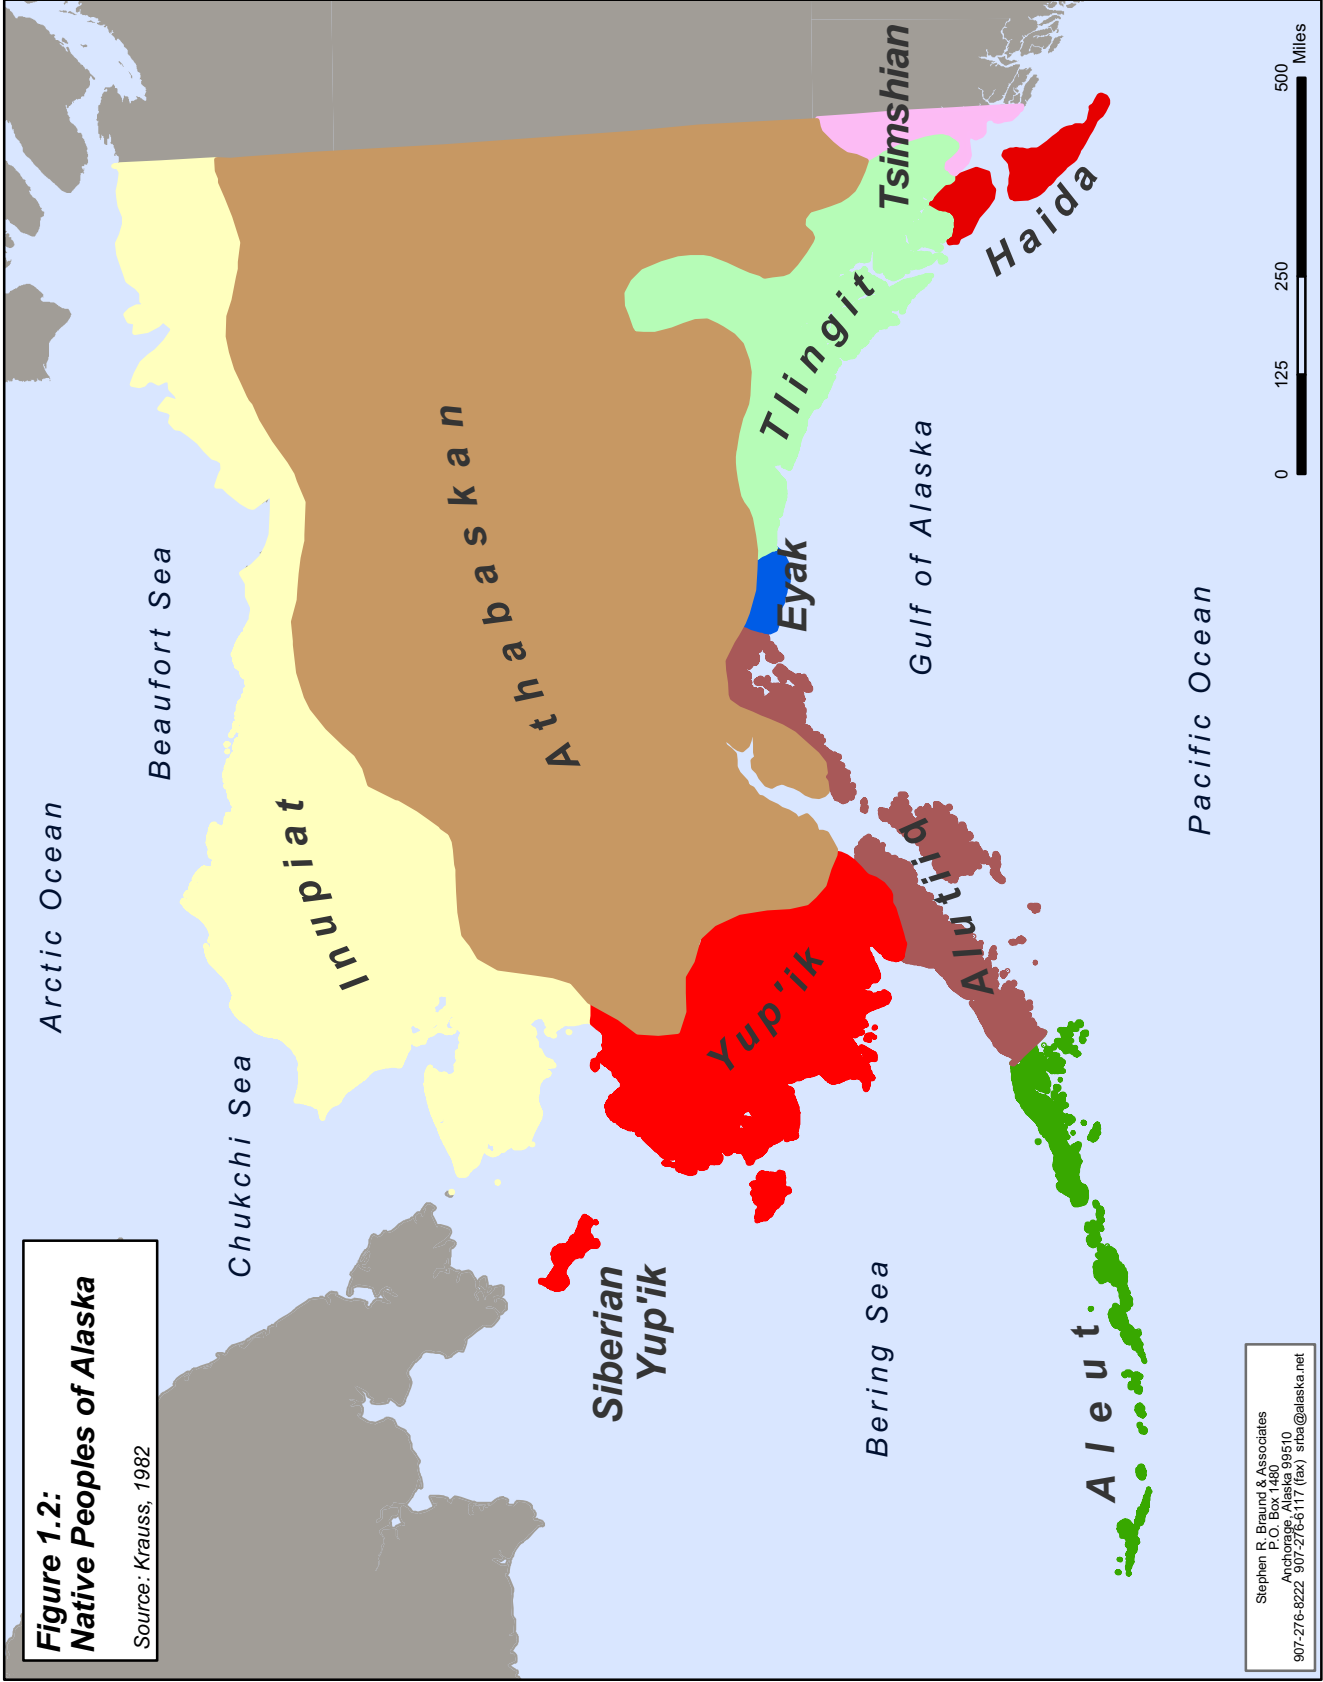 Figure 1.2:
Native Peoples of Alaska
Source: Krauss, 1982
Arctic Ocean
Beaufort Sea
Chukchi Sea
Inupiat
Athabaskan
Siberian
Yup'ik
Yup'ik
Bering Sea
Aleut
Alutiiq
Eyak
Tlingit
Tsimshian
Haida
Gulf of Alaska
Pacific Ocean
Stephen R. Braund & Associates
P.O. Box 1480
Anchorage, Alaska 99510
907-276-8222 907-276-6117 (fax) srba@alaska.net
0 125 250 500
Miles